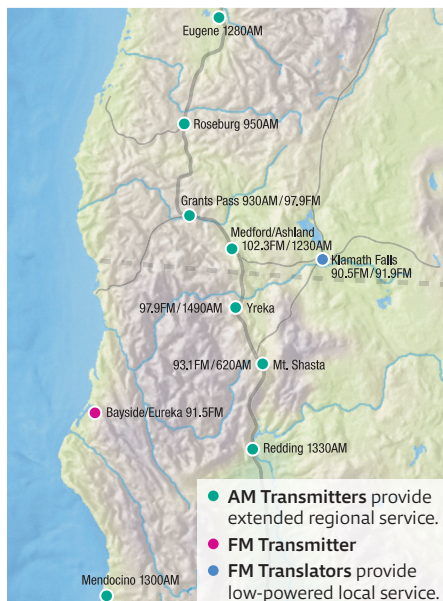 Eugene 1280AM
Roseburg 950AM
Grants Pass 930AM/97.9FM
Medford/Ashland
102.3FM/1230AM
Klamath Falls
90.5FM/91.9FM
97.9FM/1490AM
Yreka
93.1FM/620AM
Mt. Shasta
Bayside/Eureka 91.5FM
Redding 1330AM
AM Transmitters provide
extended regional service.
FM Transmitter
FM Translators provide
low-powered local service.
Mendocino 1300AM